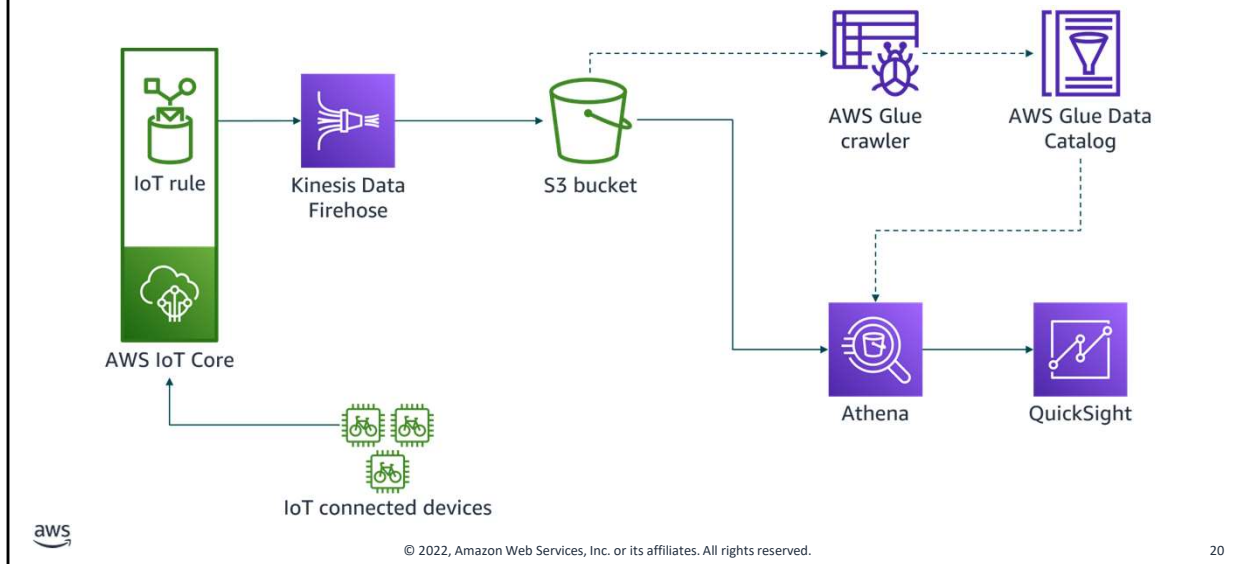 IoT rule
Kinesis Data
Firehose
S3 bucket
AWS Glue
crawler
AWS Glue Data
Catalog
AWS IoT Core
Athena
QuickSight
IoT connected devices
aws
© 2022, Amazon Web Services, Inc. or its affiliates. All rights reserved.
20